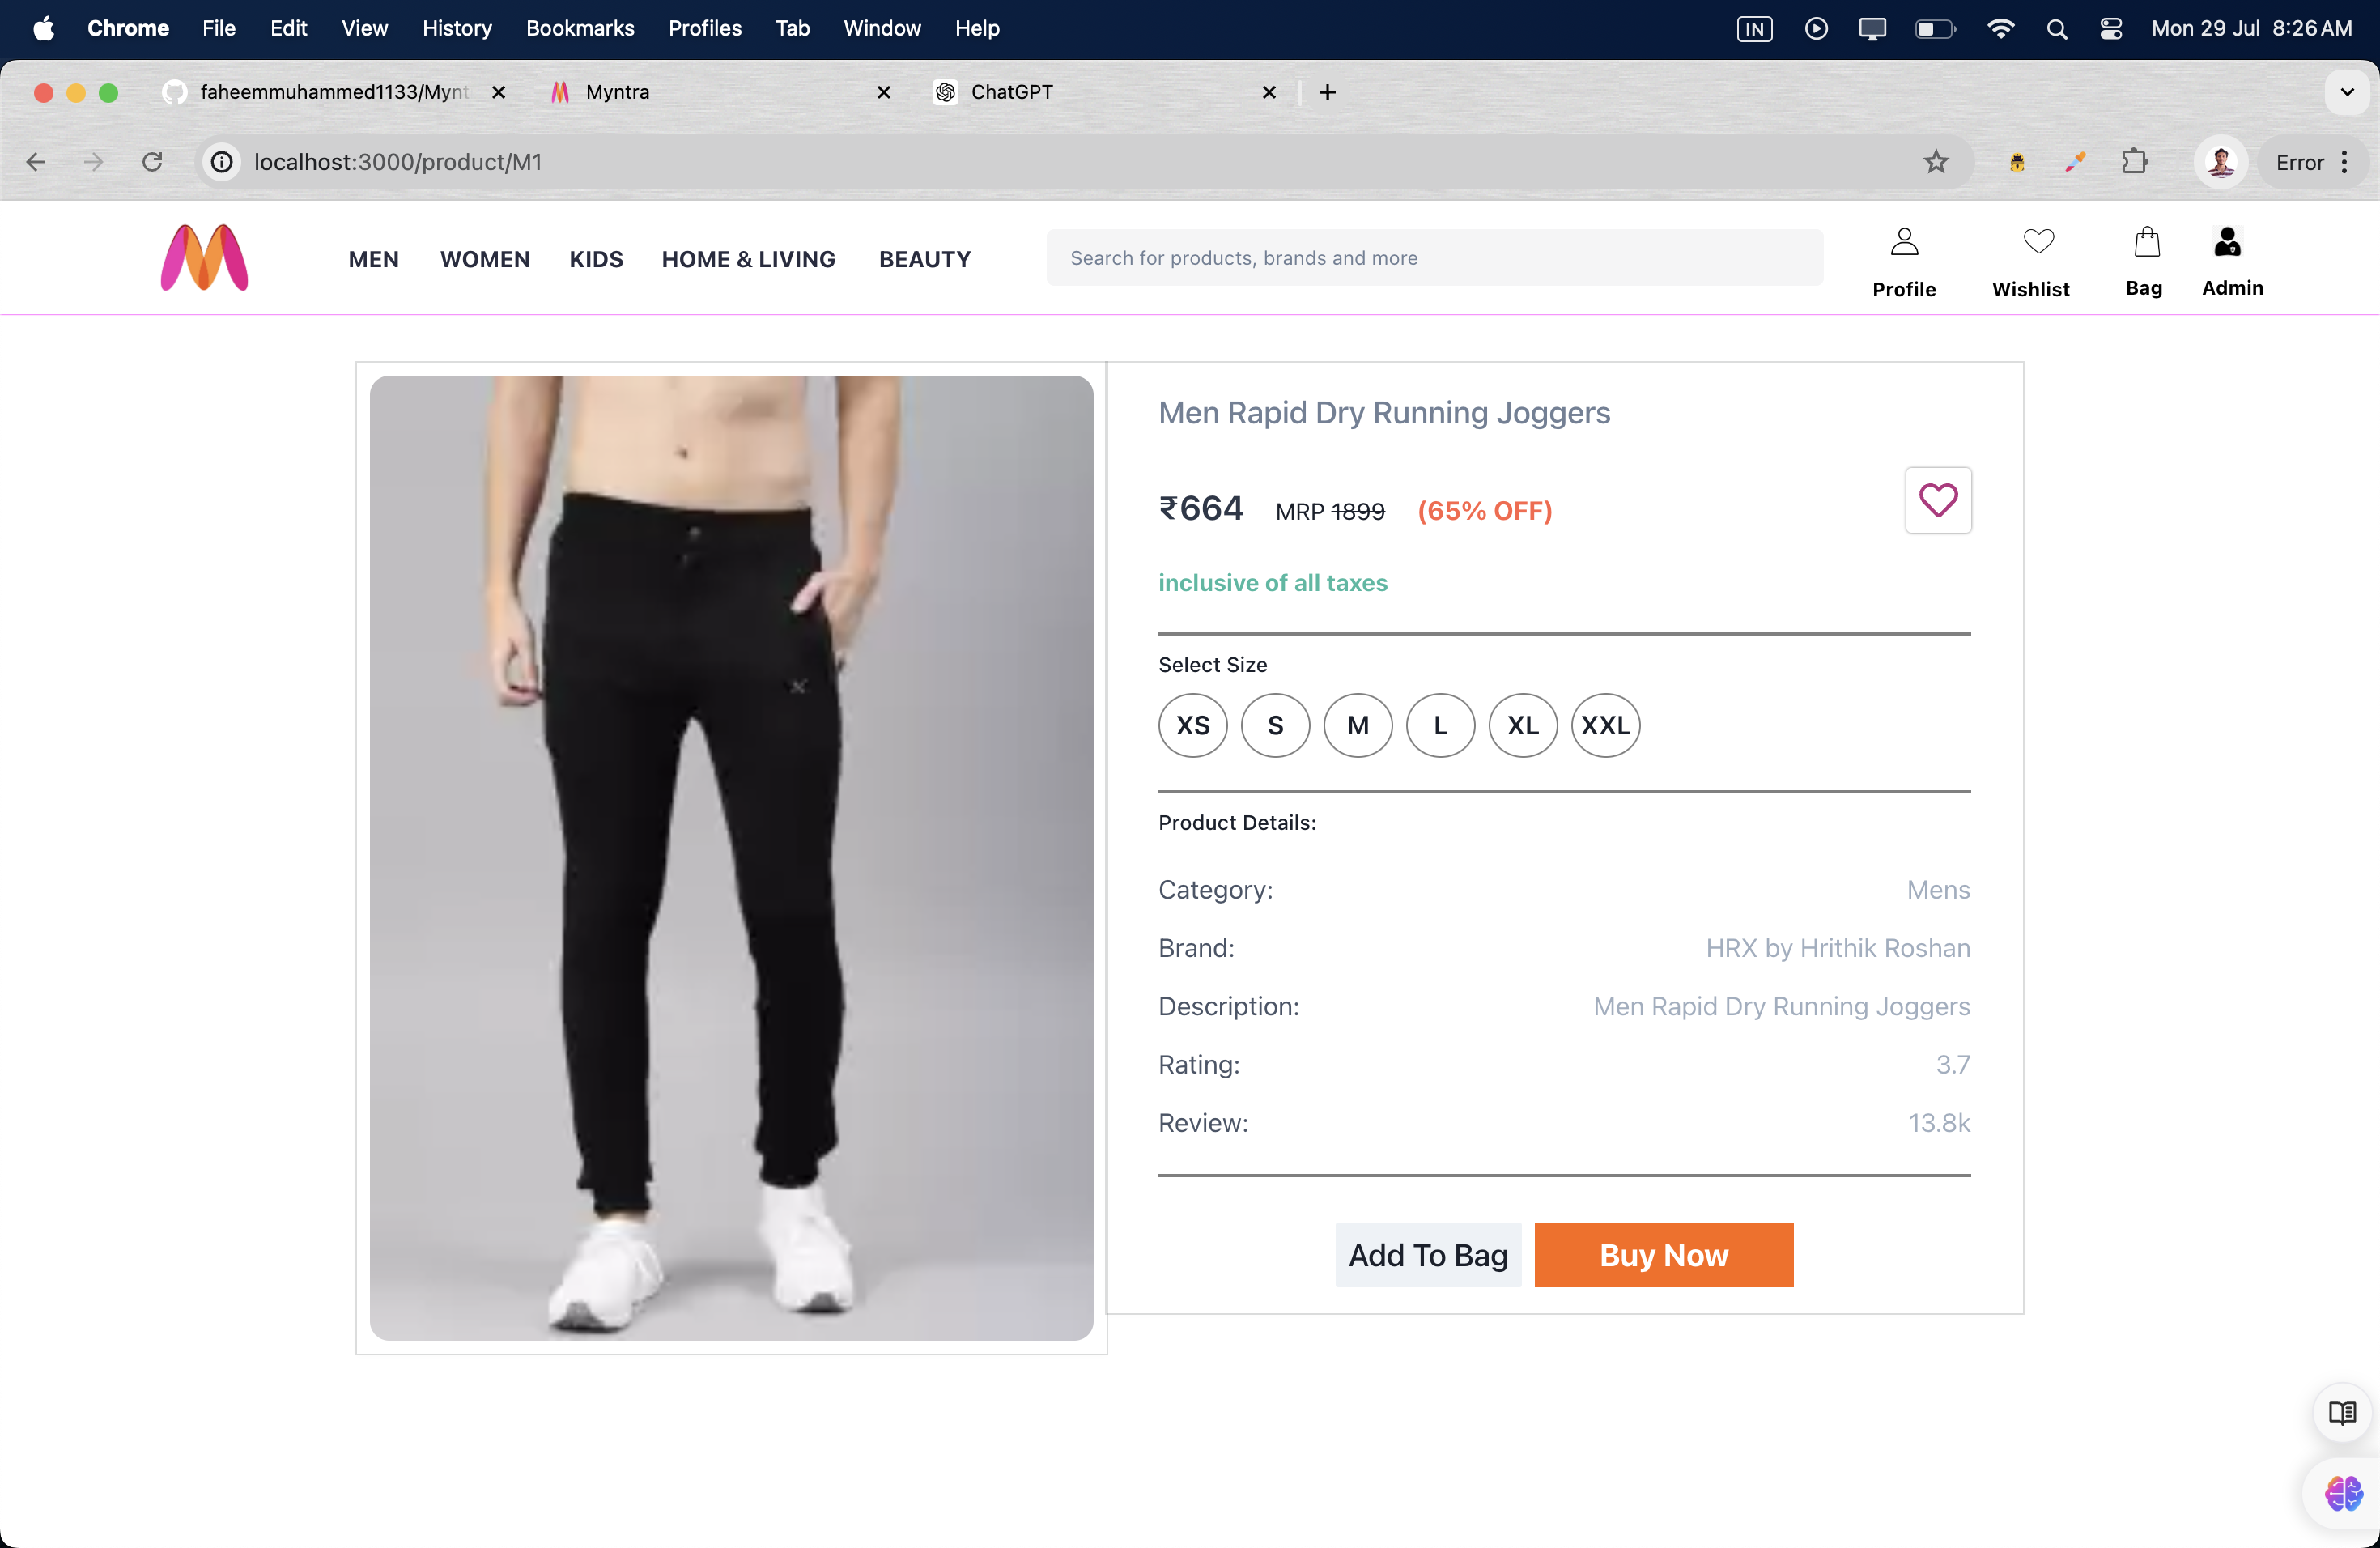 Chrome File Edit View History Bookmarks Profiles Tab Window Help IN Mon 29 Jul 8:26 AM
faheemmuhammed1133/Mynt Myntra ChatGPT
localhost:3000/product/M1 Error
MEN WOMEN KIDS HOME & LIVING BEAUTY Search for products, brands and more Profile Wishlist Bag Admin
Men Rapid Dry Running Joggers
₹664 MRP 1899 (65% OFF)
inclusive of all taxes
Select Size
XS S M L XL XXL
Product Details:
Category: Mens
Brand: HRX by Hrithik Roshan
Description: Men Rapid Dry Running Joggers
Rating: 3.7
Review: 13.8k
Add To Bag Buy Now